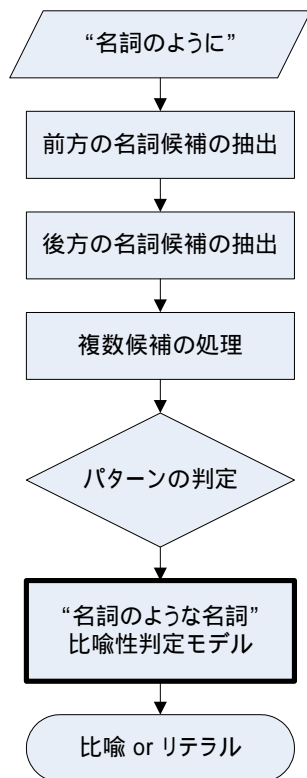 “名詞のように”
前方の名詞候補の抽出
後方の名詞候補の抽出
複数候補の処理
パターンの判定
“名詞のような名詞”
比喩性判定モデル
比喩 or リテラル